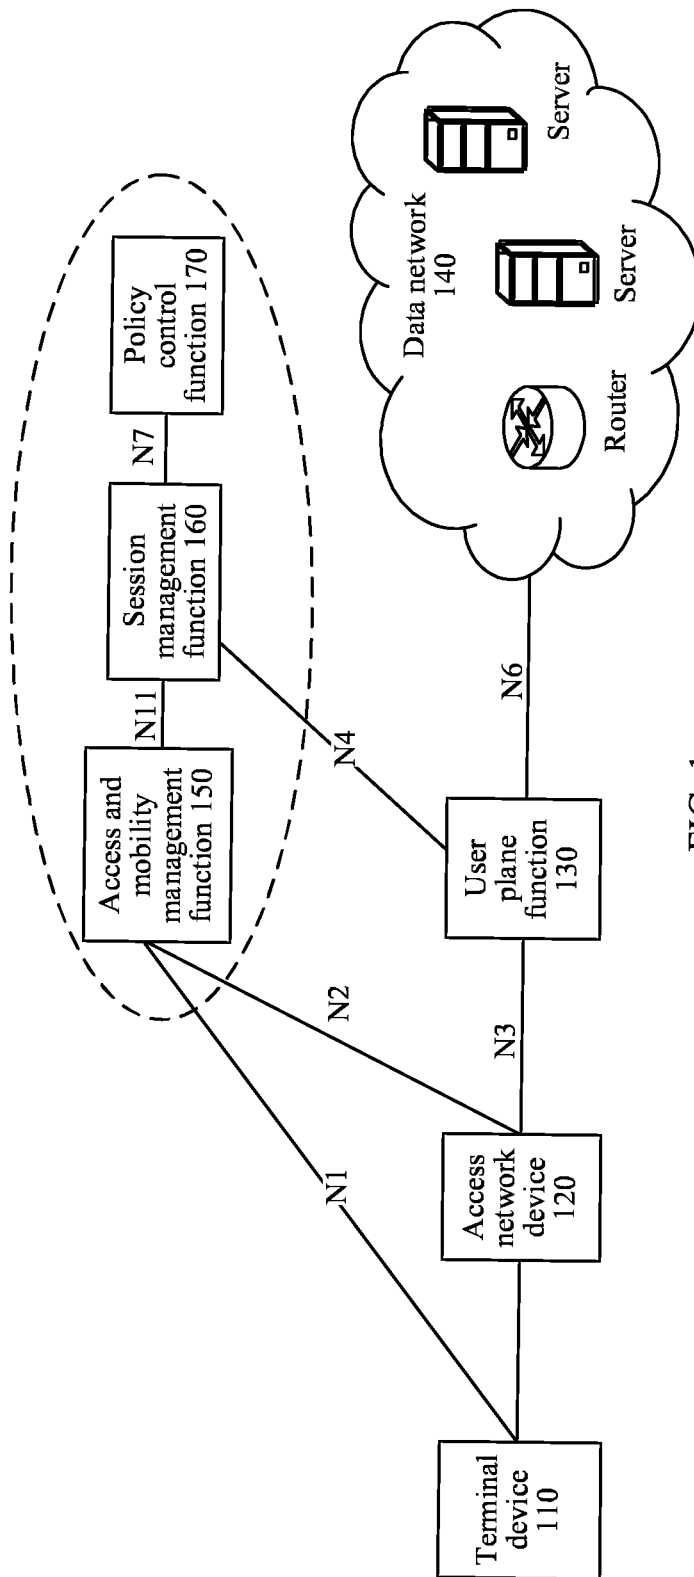 Access and
mobility
management
function 150
N11
Session
management
function 160
N7
Policy
control
function 170
N1
N2
N4
Terminal
device
110
Access
network
device
120
N3
User
plane
function
130
N6
Data network
140
Router
Server
Server